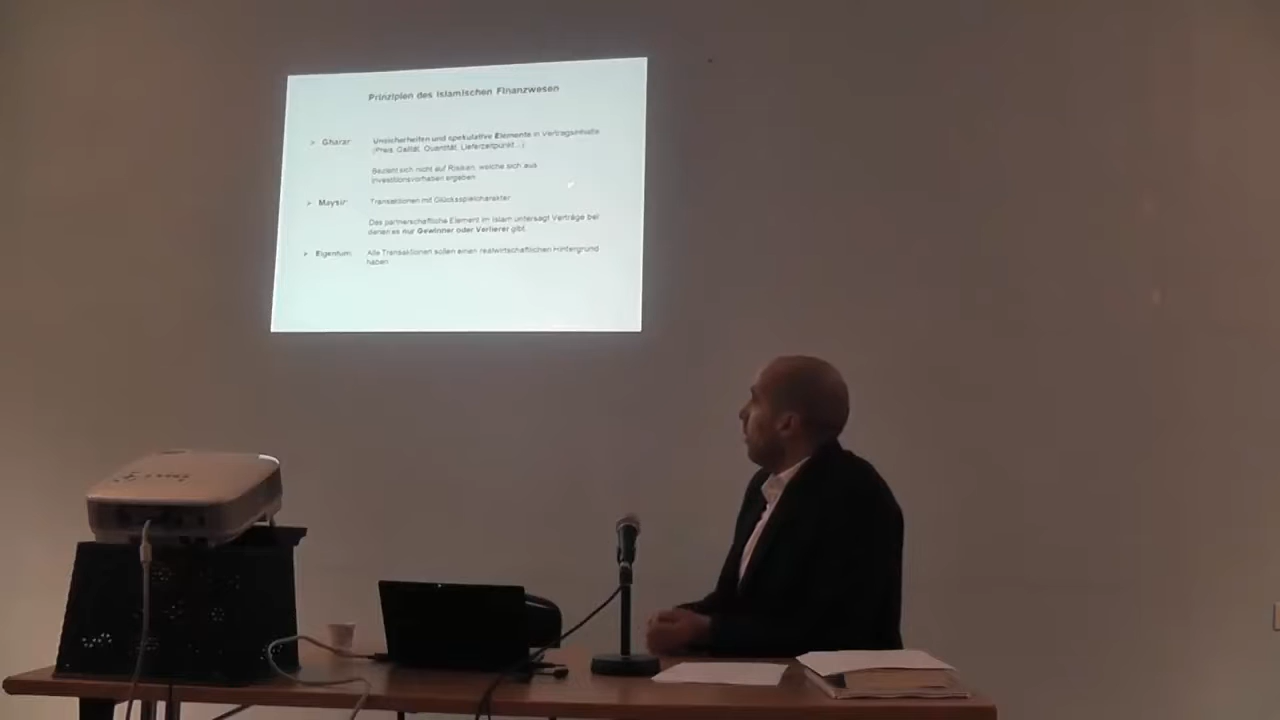 Prinzipien des islamischen Finanzwesen
➢ Gharar: Unsicherheiten und spekulative Elemente in Vertragsinhalte
(Preis, Qalität, Quantität, Lieferzeitpunkt...)
Bezieht sich nicht auf Risiken, welche sich aus
Investitionsvorhaben ergeben
➢ Maysir: Transaktionen mit Glücksspielcharakter
Das partnerschaftliche Element im Islam untersagt Verträge bei
denen es nur Gewinner oder Verlierer gibt.
➢ Eigentum: Alle Transaktionen sollen einen realwirtschaftlichen Hintergrund
haben